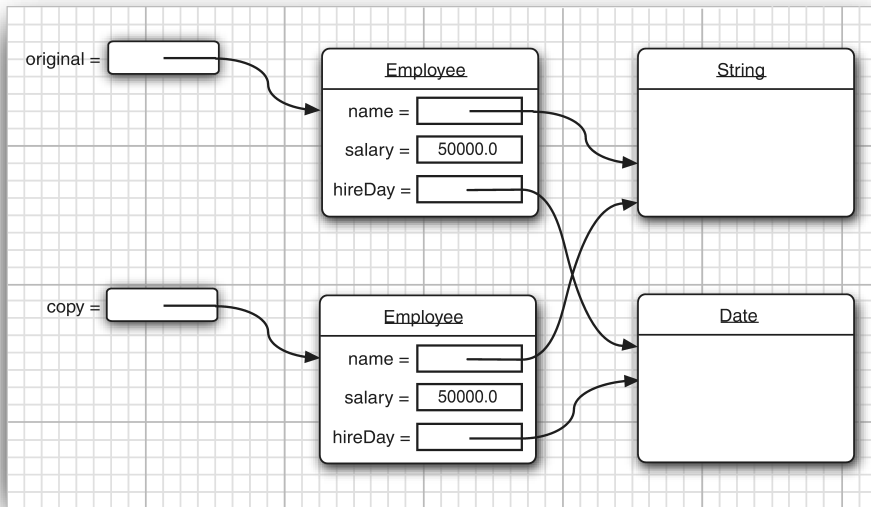 original =
Employee
name =
salary = 50000.0
hireDay =
String
copy =
Employee
name =
salary = 50000.0
hireDay =
Date